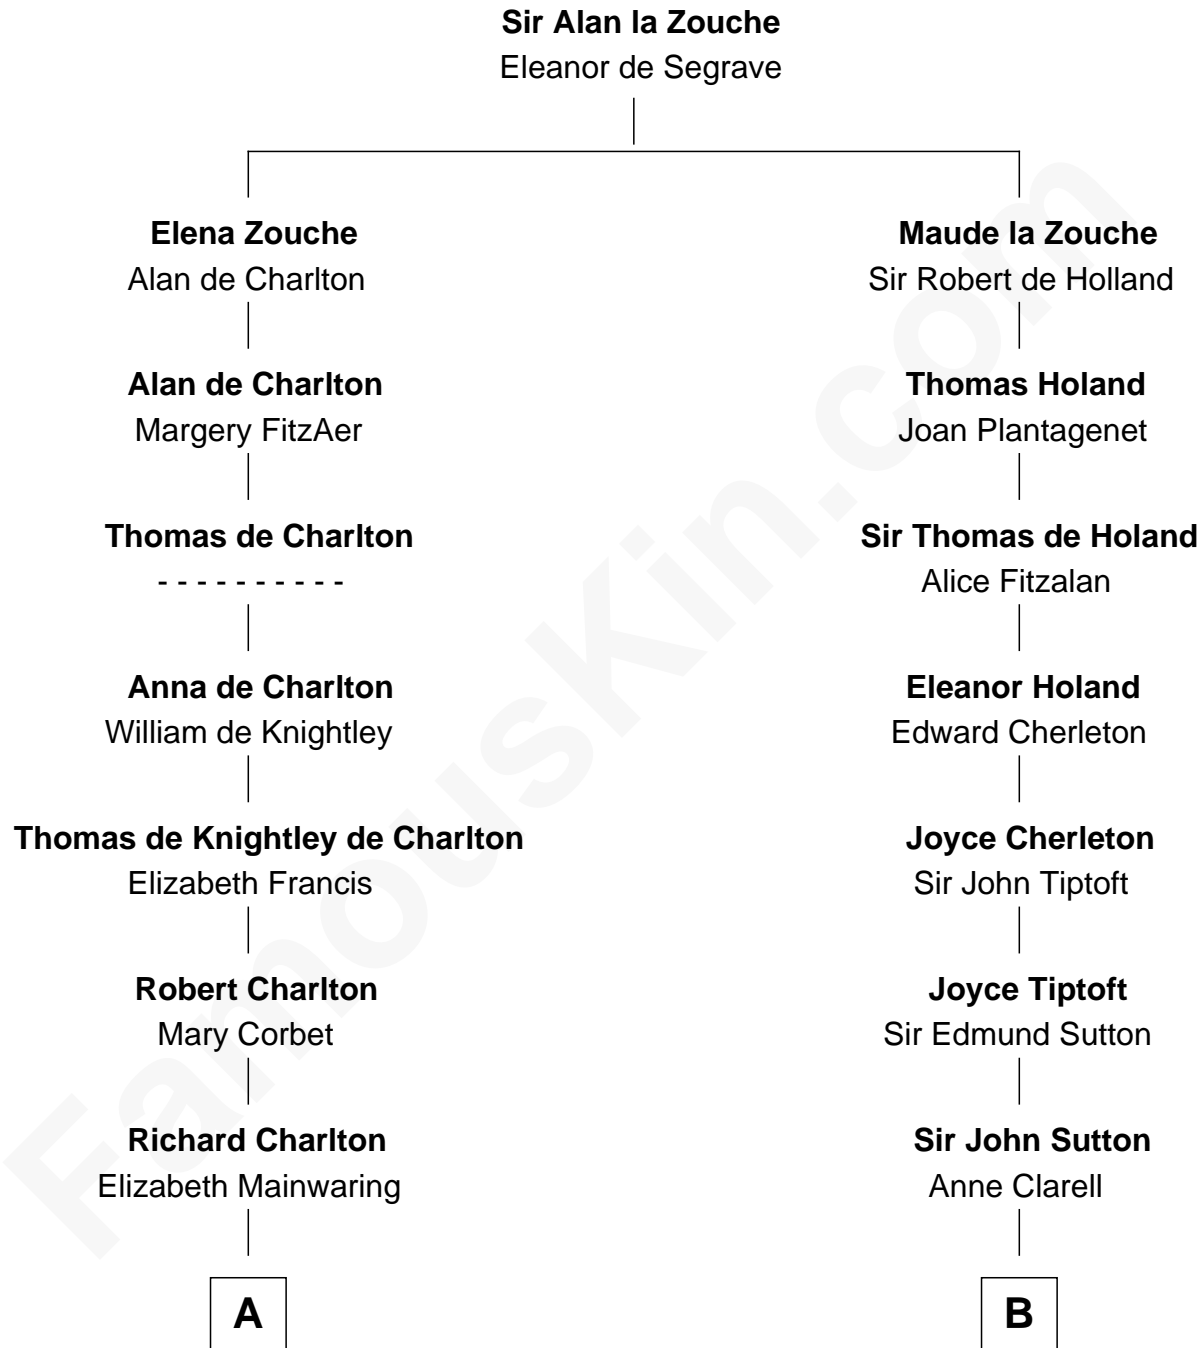 Sir Alan la Zouche
Eleanor de Segrave
Elena Zouche
Alan de Charlton
Maude la Zouche
Sir Robert de Holland
Alan de Charlton
Margery FitzAer
Thomas Holand
Joan Plantagenet
Thomas de Charlton
- - - - - - - - - -
Sir Thomas de Holand
Alice Fitzalan
Anna de Charlton
William de Knightley
Eleanor Holand
Edward Cherleton
Thomas de Knightley de Charlton
Elizabeth Francis
Joyce Cherleton
Sir John Tiptoft
Robert Charlton
Mary Corbet
Joyce Tiptoft
Sir Edmund Sutton
Richard Charlton
Elizabeth Mainwaring
Sir John Sutton
Anne Clarell
A
B
FamousKin.com